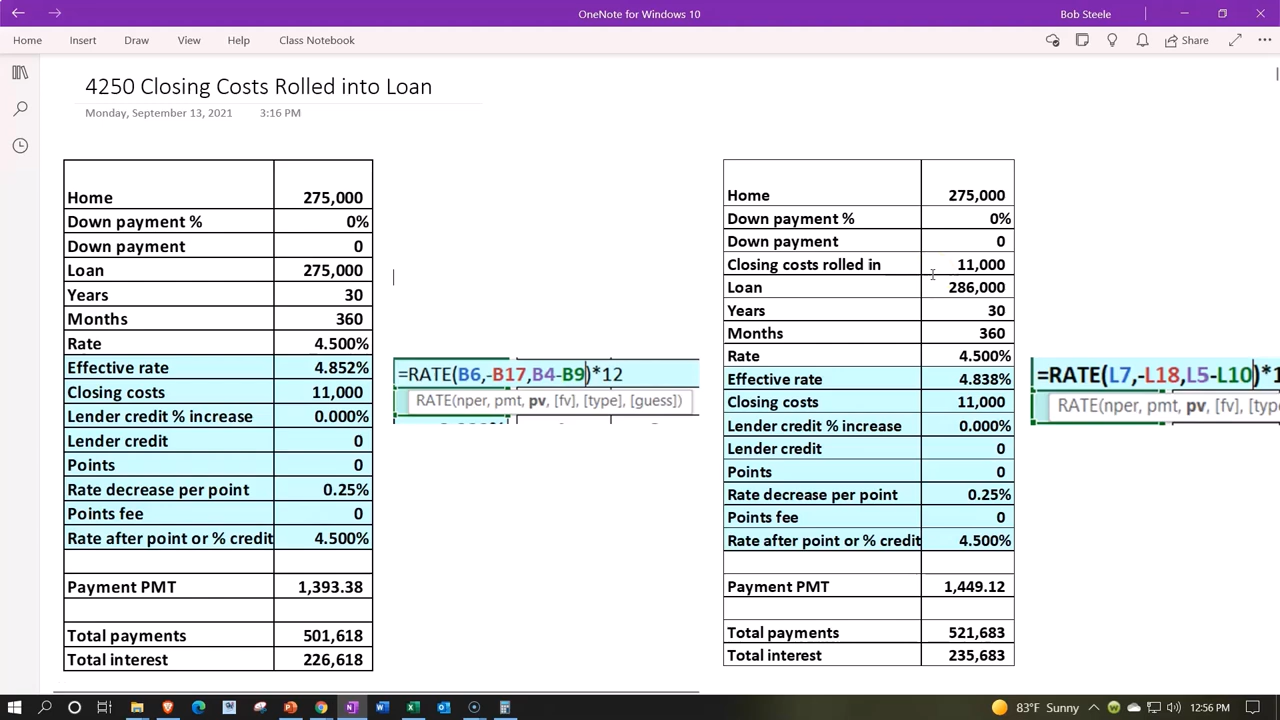 OneNote for Windows 10
Bob Steele
Home Insert Draw View Help Class Notebook
Share
4250 Closing Costs Rolled into Loan
Monday, September 13, 2021 3:16 PM
Home 275,000
Down payment % 0%
Down payment 0
Loan 275,000
Years 30
Months 360
Rate 4.500%
Effective rate 4.852%
Closing costs 11,000
Lender credit % increase 0.000%
Lender credit 0
Points 0
Rate decrease per point 0.25%
Points fee 0
Rate after point or % credit 4.500%
Payment PMT 1,393.38
Total payments 501,618
Total interest 226,618
=RATE(B6,-B17,B4-B9)*12
RATE(nper, pmt, pv, [fv], [type], [guess])
Home 275,000
Down payment % 0%
Down payment 0
Closing costs rolled in 11,000
Loan 286,000
Years 30
Months 360
Rate 4.500%
Effective rate 4.838%
Closing costs 11,000
Lender credit % increase 0.000%
Lender credit 0
Points 0
Rate decrease per point 0.25%
Points fee 0
Rate after point or % credit 4.500%
Payment PMT 1,449.12
Total payments 521,683
Total interest 235,683
=RATE(L7,-L18,L5-L10)*1
RATE(nper, pmt, pv, [fv], [type
83°F Sunny
12:56 PM